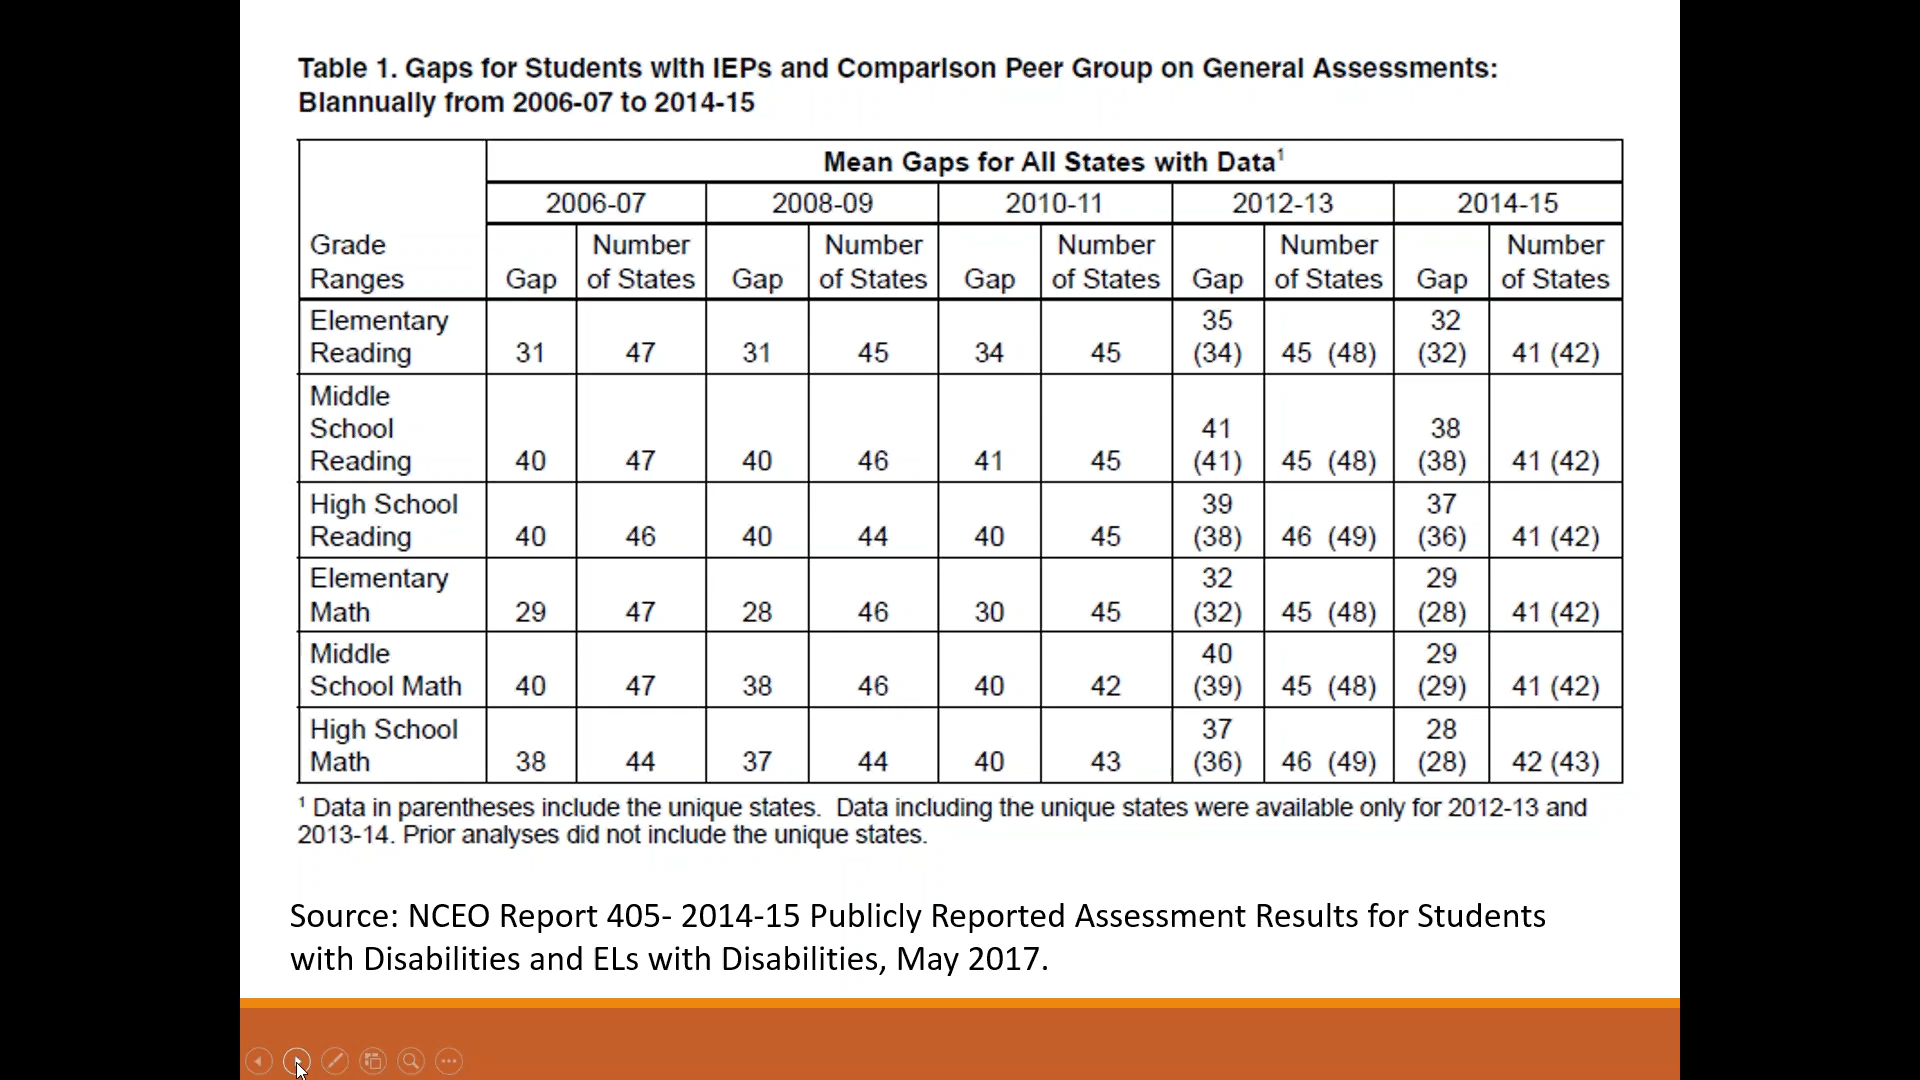 Table 1. Gaps for Students with IEPs and Comparison Peer Group on General Assessments:
Biannually from 2006-07 to 2014-15
Mean Gaps for All States with Data1
2006-07 2008-09 2010-11 2012-13 2014-15
Grade Number Number Number Number Number
Ranges Gap of States Gap of States Gap of States Gap of States Gap of States
Elementary 35 32
Reading 31 47 31 45 34 45 (34) 45 (48) (32) 41 (42)
Middle
School 41 38
Reading 40 47 40 46 41 45 (41) 45 (48) (38) 41 (42)
High School 39 37
Reading 40 46 40 44 40 45 (38) 46 (49) (36) 41 (42)
Elementary 32 29
Math 29 47 28 46 30 45 (32) 45 (48) (28) 41 (42)
Middle 40 29
School Math 40 47 38 46 40 42 (39) 45 (48) (29) 41 (42)
High School 37 28
Math 38 44 37 44 40 43 (36) 46 (49) (28) 42 (43)
1 Data in parentheses include the unique states. Data including the unique states were available only for 2012-13 and
2013-14. Prior analyses did not include the unique states.
Source: NCEO Report 405- 2014-15 Publicly Reported Assessment Results for Students
with Disabilities and ELs with Disabilities, May 2017.